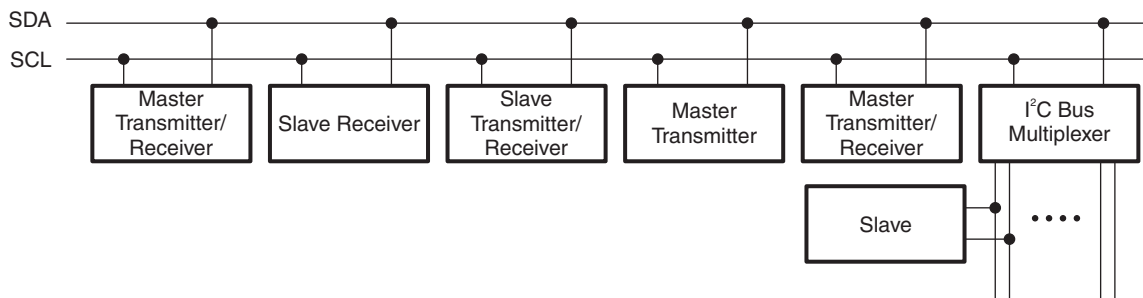 SDA
SCL
Master
Transmitter/
Receiver
Slave Receiver
Slave
Transmitter/
Receiver
Master
Transmitter
Master
Transmitter/
Receiver
I²C Bus
Multiplexer
Slave